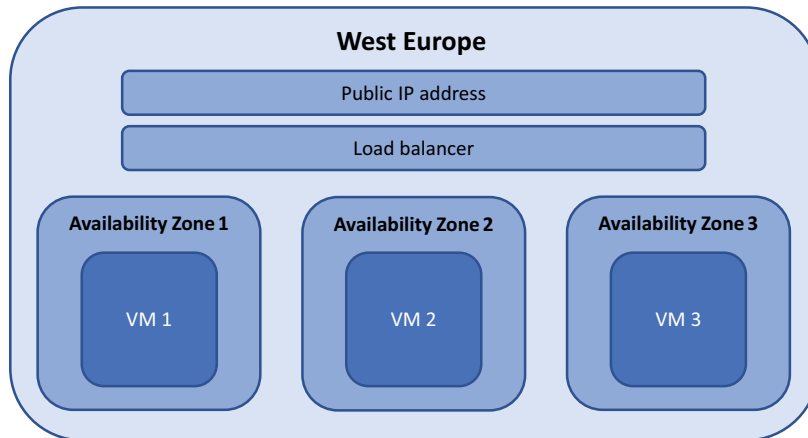 West Europe
Public IP address
Load balancer
Availability Zone 1
Availability Zone 2
Availability Zone 3
VM 1
VM 2
VM 3